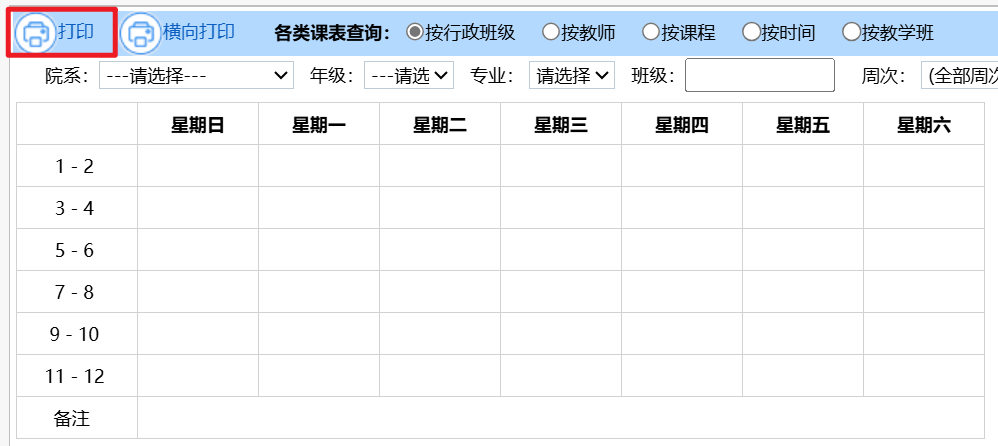 打印 横向打印 各类课表查询： 按行政班级 按教师 按课程 按时间 按教学班
院系： ---请选择--- 年级： ---请选 专业： 请选择 班级： 周次： (全部周次
星期日 星期一 星期二 星期三 星期四 星期五 星期六
1 - 2
3 - 4
5 - 6
7 - 8
9 - 10
11 - 12
备注